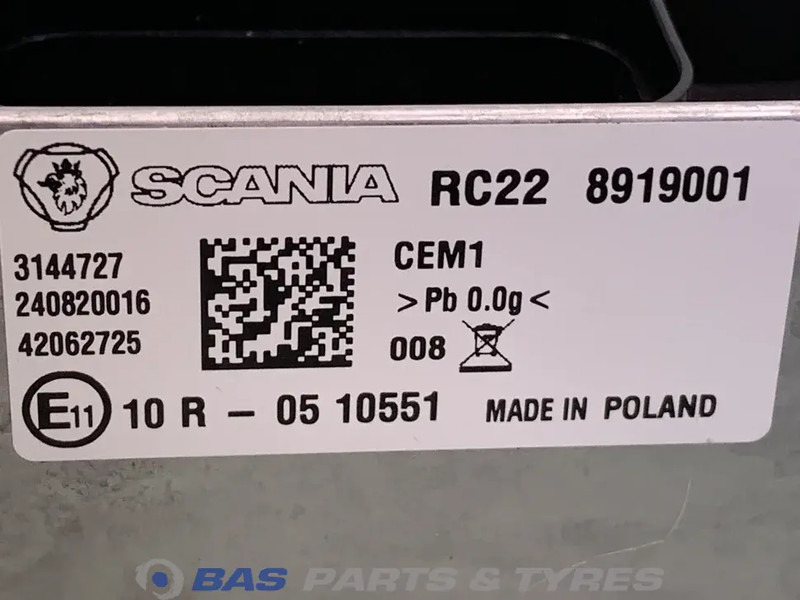 SCANIA RC22 8919001
3144727 CEM1
240820016 >Pb 0.0g<
42062725 008
E11 10 R - 05 10551 MADE IN POLAND
BAS PARTS & TYRES